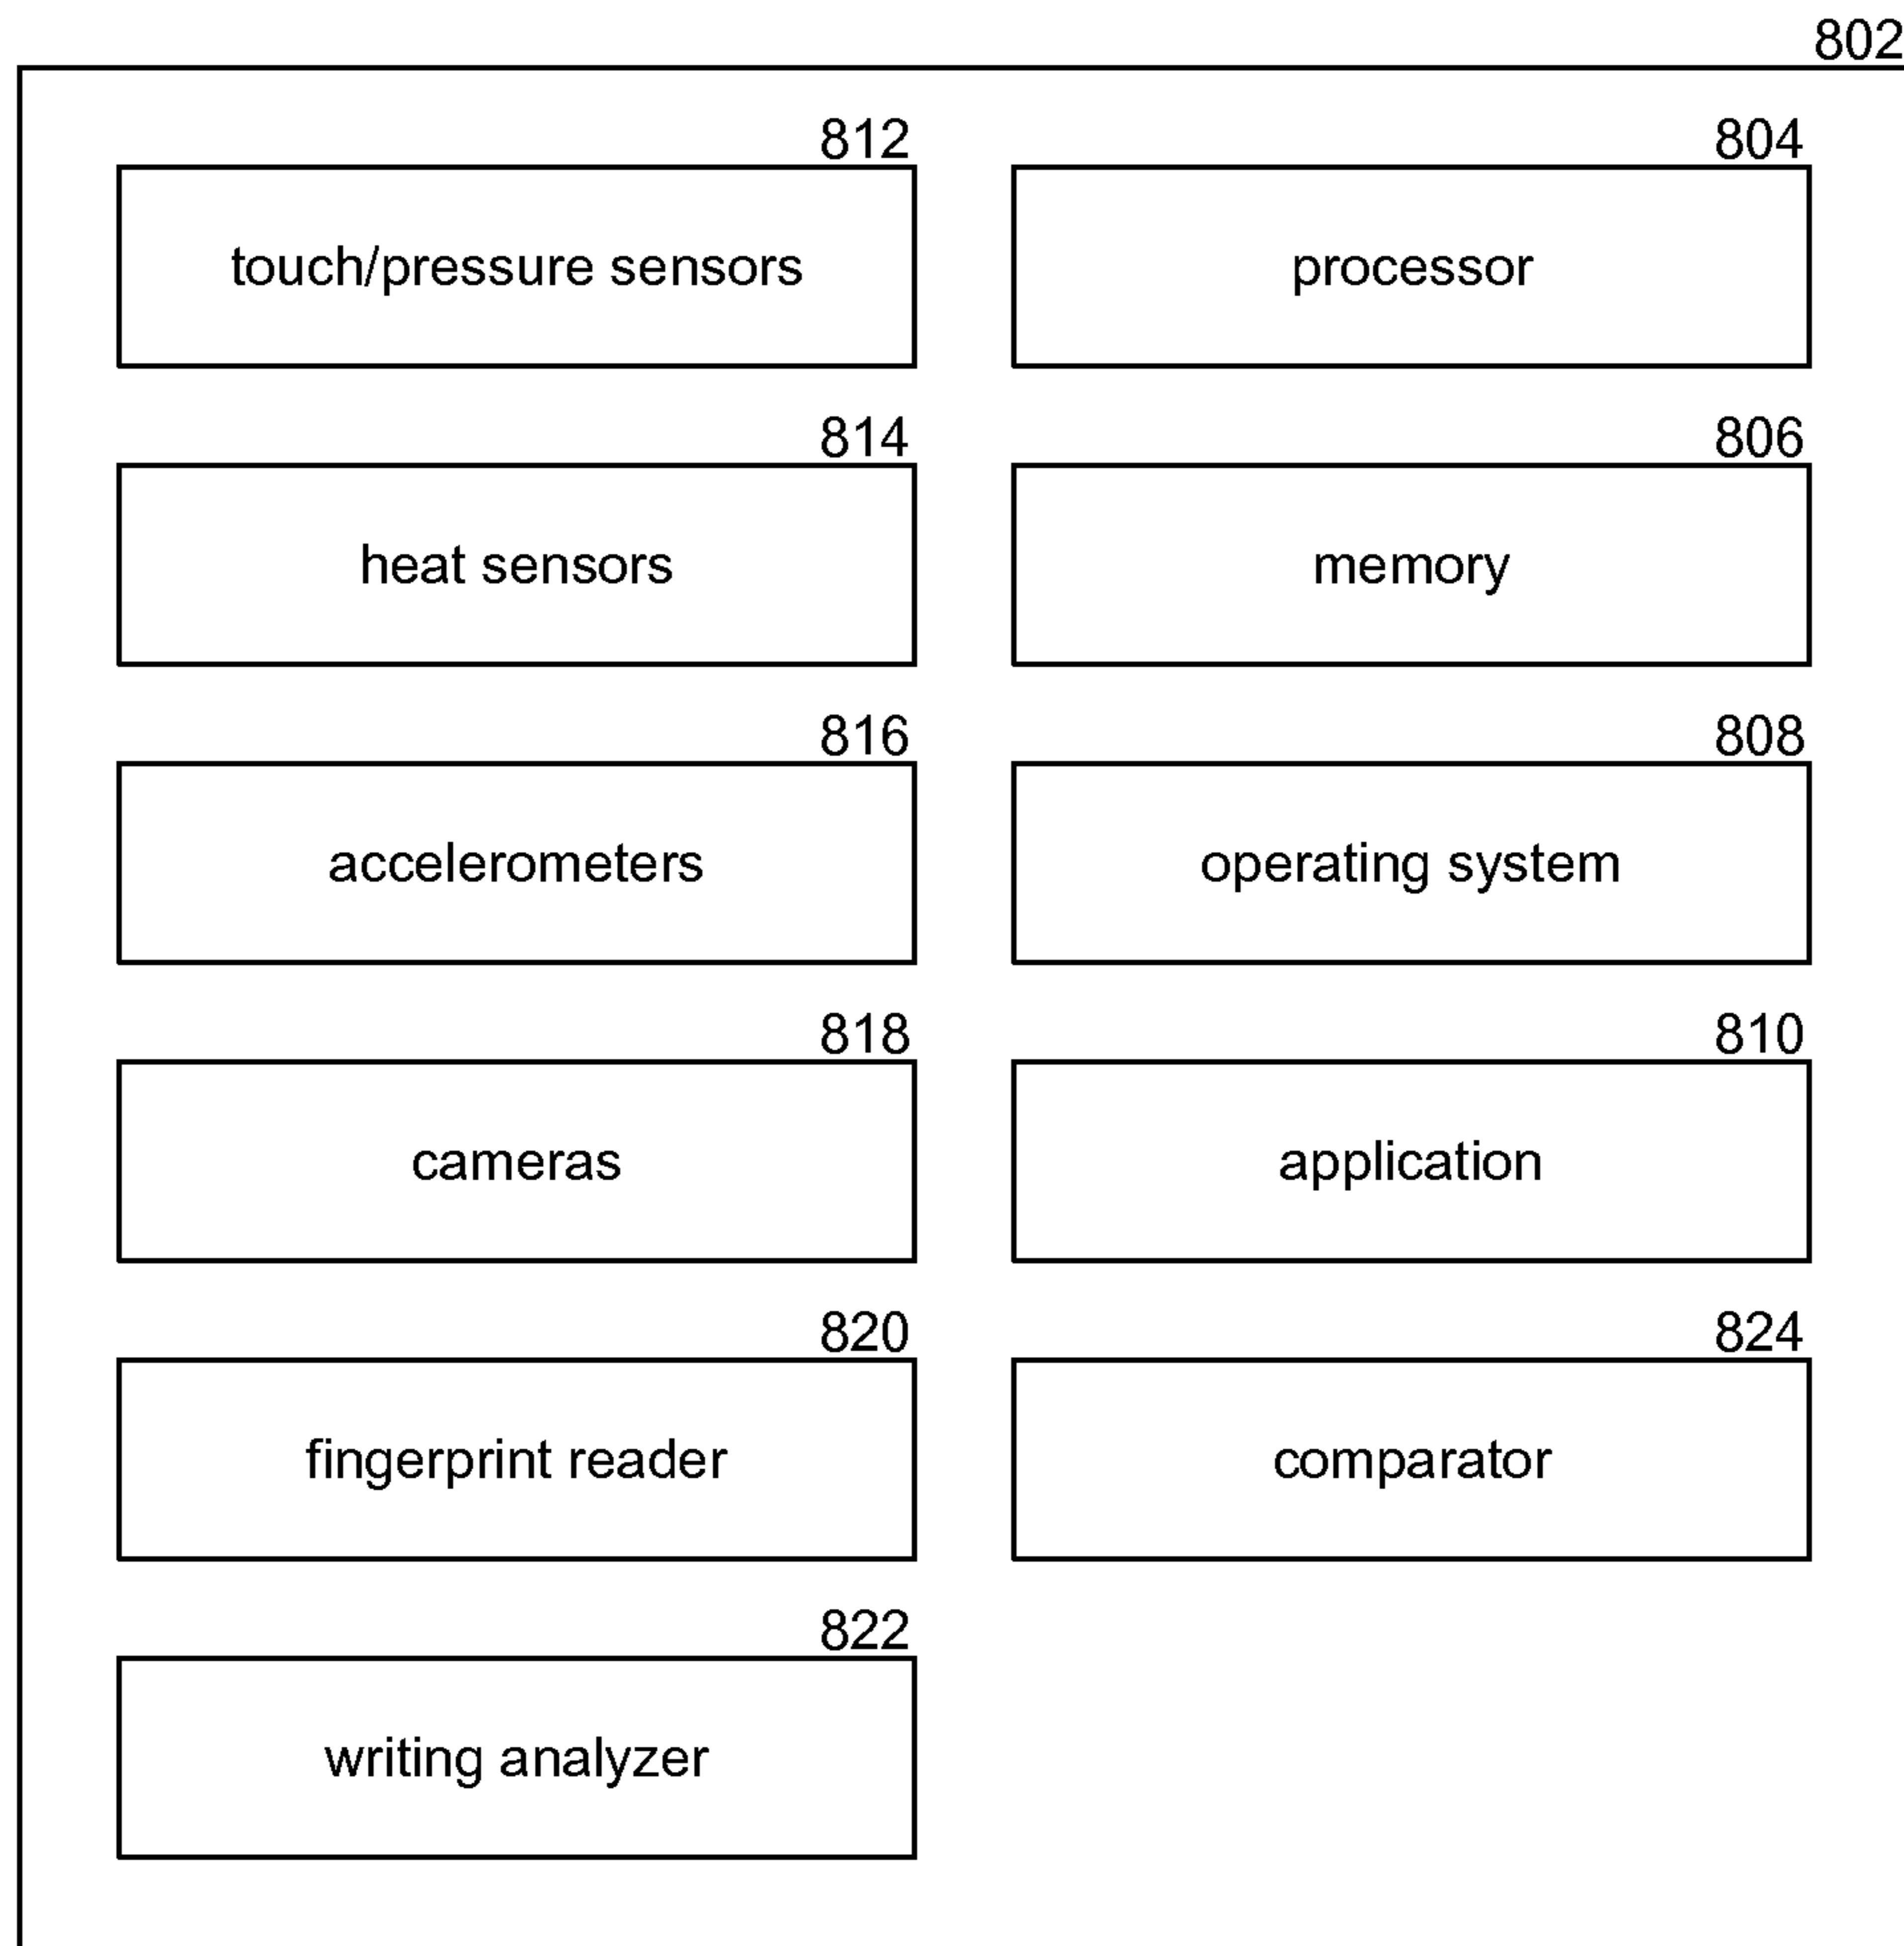 802
812
touch/pressure sensors
804
processor
814
heat sensors
806
memory
816
accelerometers
808
operating system
818
cameras
810
application
820
fingerprint reader
824
comparator
822
writing analyzer